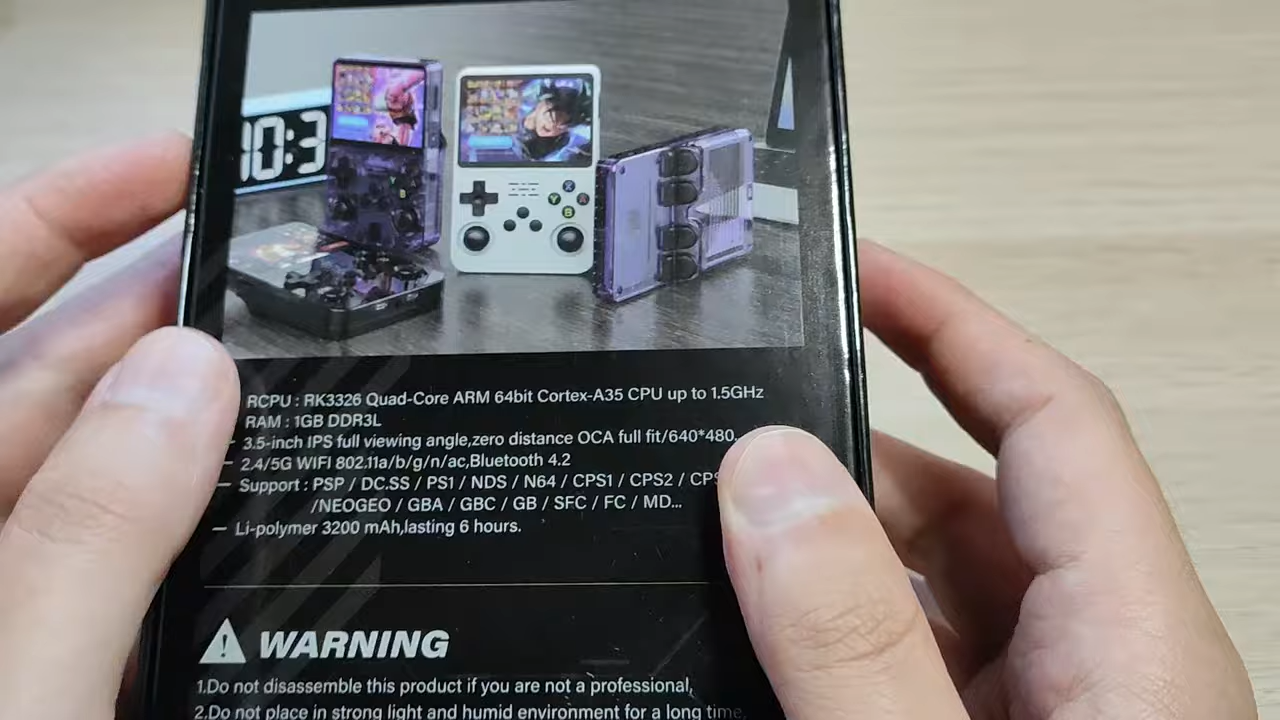 10:3
X
Y
A
B
RCPU : RK3326 Quad-Core ARM 64bit Cortex-A35 CPU up to 1.5GHz
RAM : 1GB DDR3L
– 3.5-inch IPS full viewing angle,zero distance OCA full fit/640*480.
– 2.4/5G WIFI 802.11a/b/g/n/ac,Bluetooth 4.2
– Support : PSP / DC.SS / PS1 / NDS / N64 / CPS1 / CPS2 /
/NEOGEO / GBA / GBC / GB / SFC / FC / MD...
– Li-polymer 3200 mAh,lasting 6 hours.
WARNING
1.Do not disassemble this product if you are not a professional,
2.Do not place in strong light and humid environment for a long time,